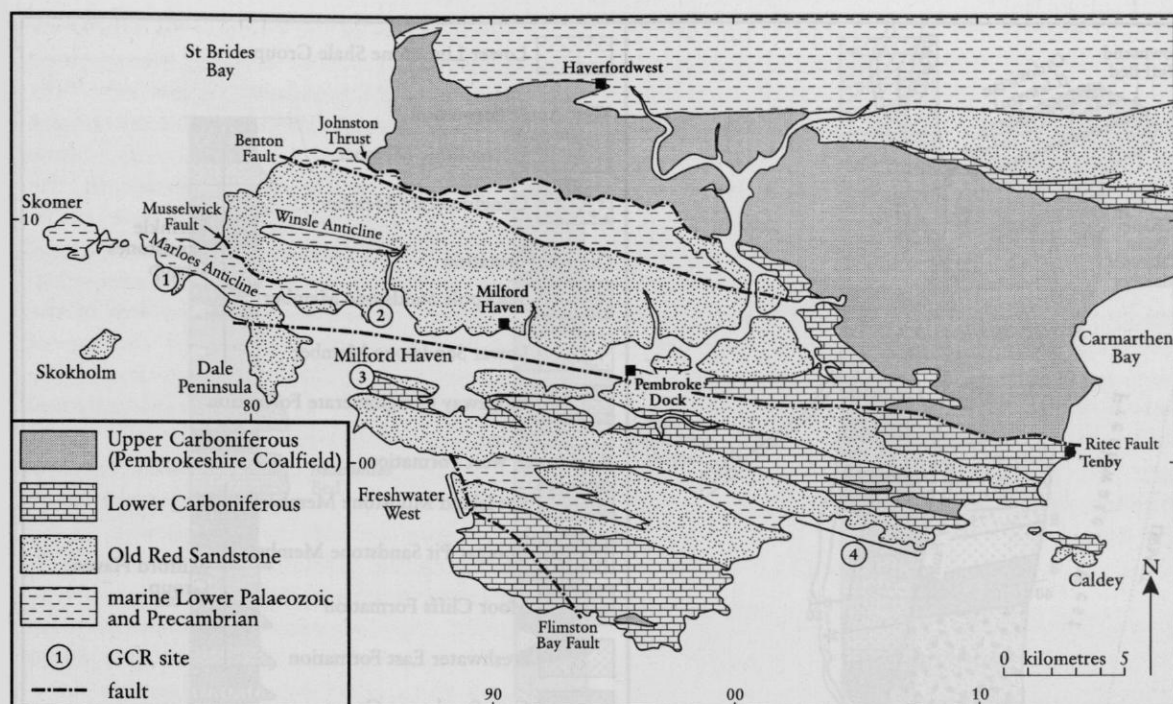 St Brides
Bay
Haverfordwest
Johnston
Thrust
Benton
Fault
Skomer
10
Musselwick
Fault
Winsle Anticline
Marloes Anticline
1
2
Milford
Haven
Carmarthen
Bay
Skokholm
Dale
Peninsula
80
Milford Haven
3
Pembroke
Dock
Upper Carboniferous
(Pembrokeshire Coalfield)
00
Ritec Fault
Tenby
Lower Carboniferous
Freshwater
West
Old Red Sandstone
4
Caldey
N
marine Lower Palaeozoic
and Precambrian
Flimston
Bay Fault
1 GCR site
0 kilometres 5
fault
90
00
10